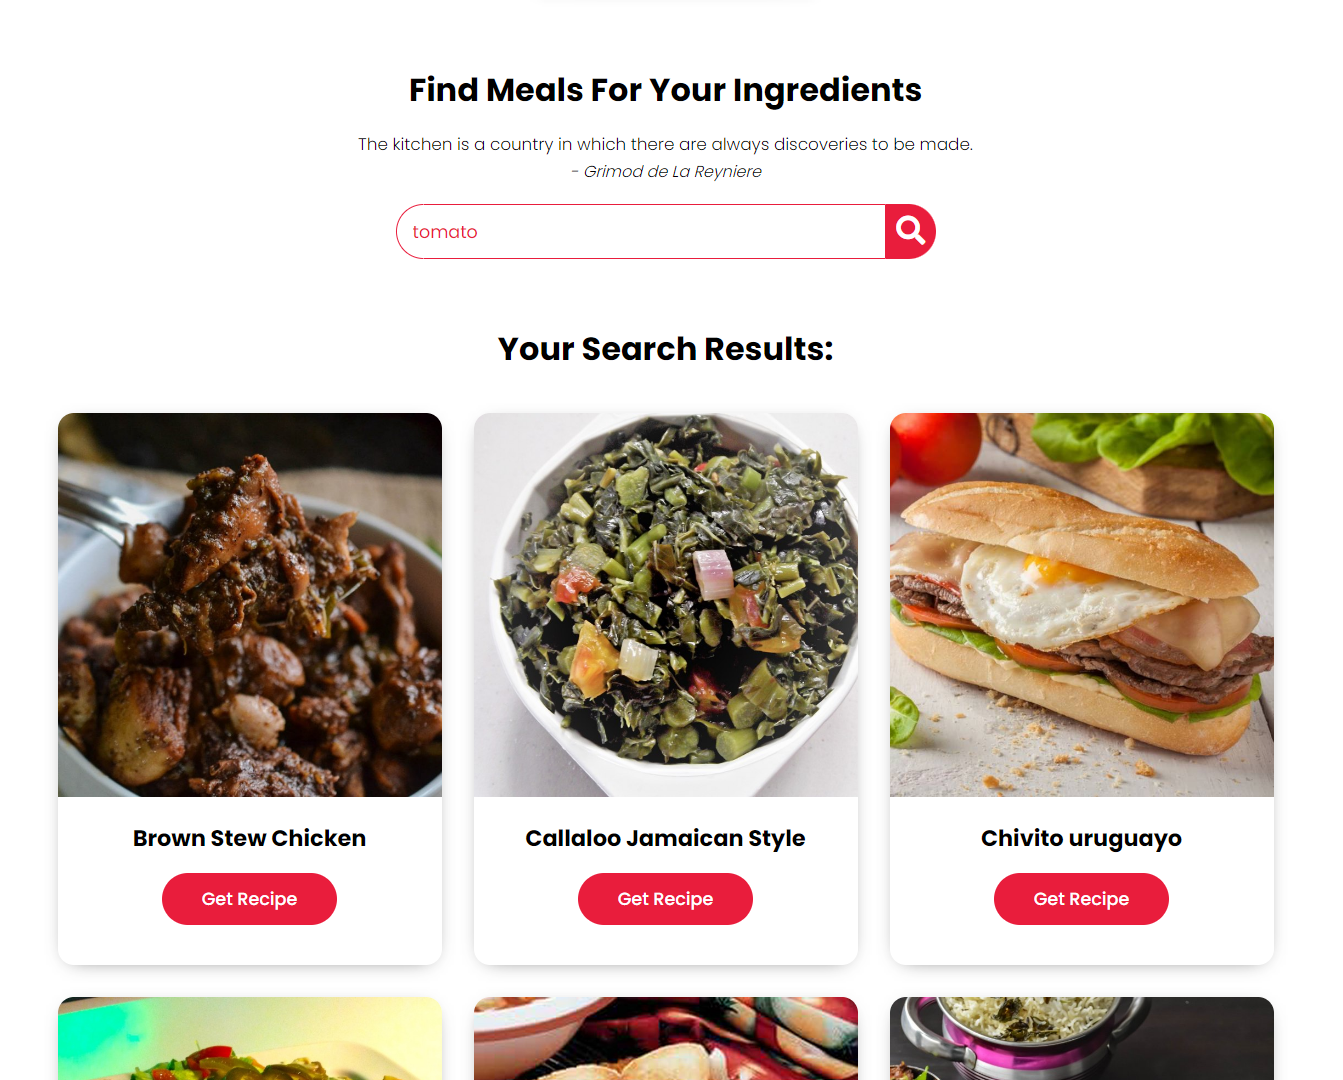 Find Meals For Your Ingredients
The kitchen is a country in which there are always discoveries to be made.
- Grimod de La Reyniere
tomato
Your Search Results:
Brown Stew Chicken
Callaloo Jamaican Style
Chivito uruguayo
Get Recipe
Get Recipe
Get Recipe